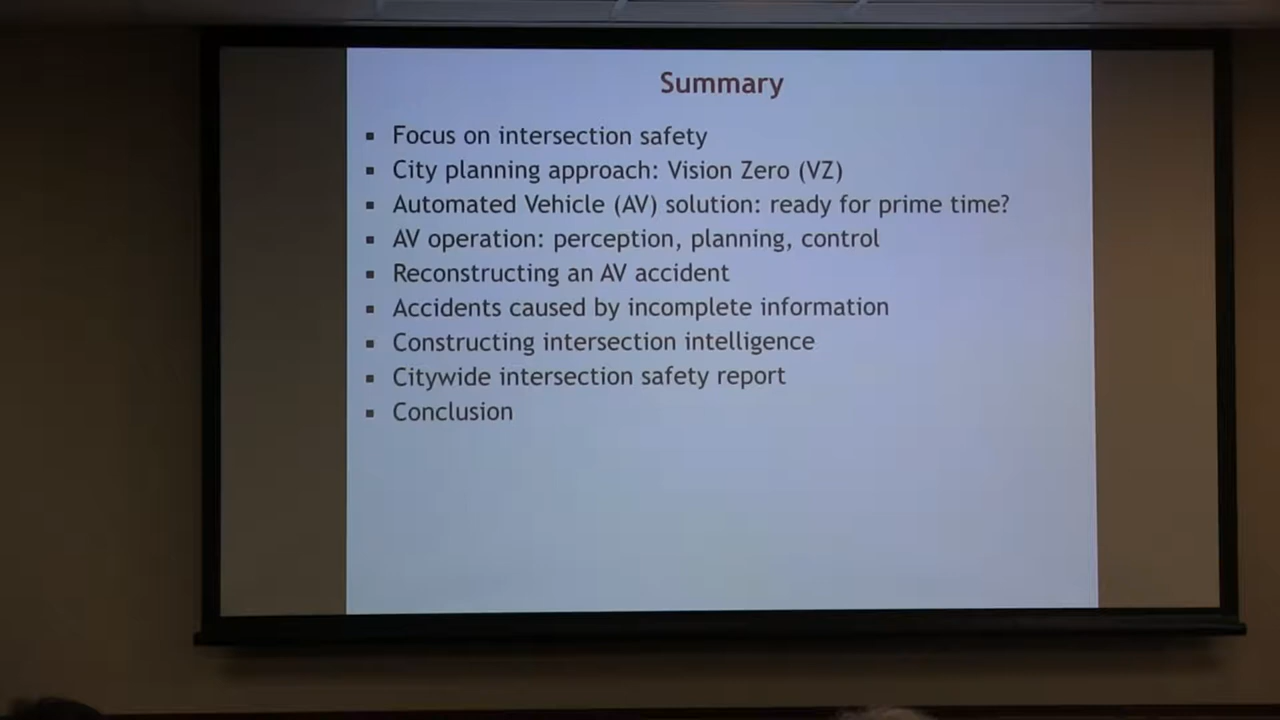 Summary
▪ Focus on intersection safety
▪ City planning approach: Vision Zero (VZ)
▪ Automated Vehicle (AV) solution: ready for prime time?
▪ AV operation: perception, planning, control
▪ Reconstructing an AV accident
▪ Accidents caused by incomplete information
▪ Constructing intersection intelligence
▪ Citywide intersection safety report
▪ Conclusion